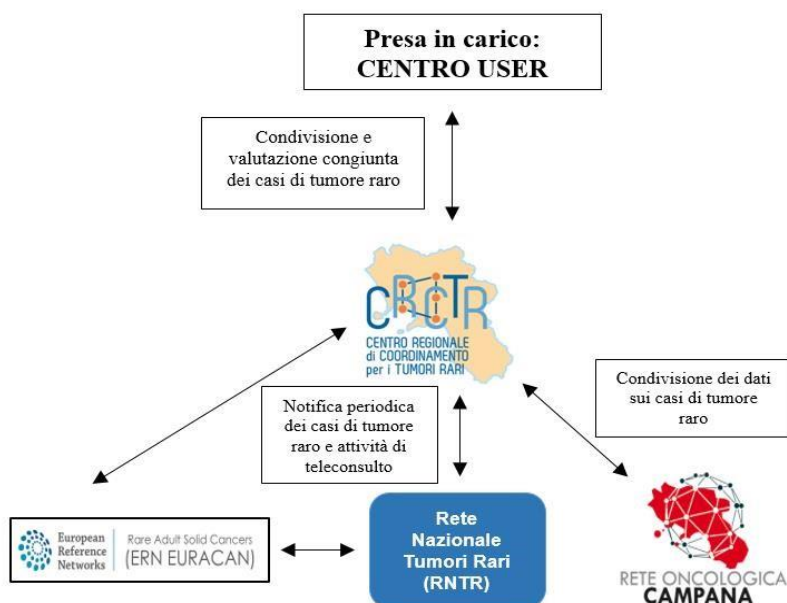 Presa in carico:
CENTRO USER
Condivisione e
valutazione congiunta
dei casi di tumore raro
CRCTR
CENTRO REGIONALE
di COORDINAMENTO
per i TUMORI RARI
Condivisione dei dati
sui casi di tumore
raro
Notifica periodica
dei casi di tumore
raro e attività di
teleconsulto
European
Reference
Networks
Rare Adult Solid Cancers
(ERN EURACAN)
Rete
Nazionale
Tumori Rari
(RNTR)
RETE ONCOLOGICA
CAMPANA